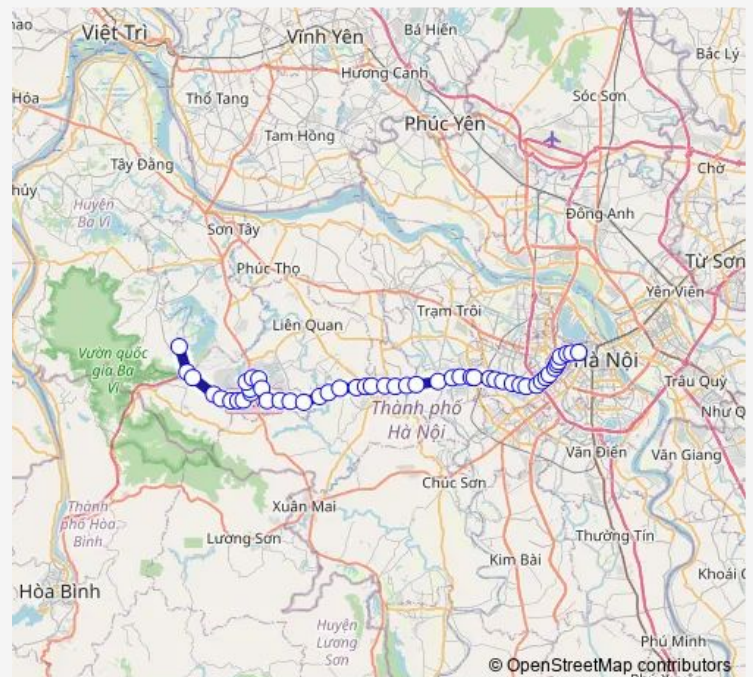 Việt Trì
Vĩnh Yên
Bá Hiến
Bắc Lý
Hương Canh
Hóa
Thổ Tang
Sóc Sơn
Phúc Yên
Tam Hồng
Tây Đằng
Chờ
Huyện
Ba Vì
Đông Anh
Sơn Tây
Từ Sơn
Phúc Thọ
Yên Viên
Trạm Trôi
Liên Quan
Vườn quốc
gia Ba
Vì
Hà Nội
Trâu Quỳ
Thành phố
Hà Nội
Như Q
Văn Điển
Văn Giang
Chúc Sơn
Xuân Mai
Thành
phố Hòa
Bình
Lương Sơn
Thường Tín
Kim Bài
Khoái C
Hòa Bình
Huyện
Lương
Sơn
Phú Minh
© OpenStreetMap contributors